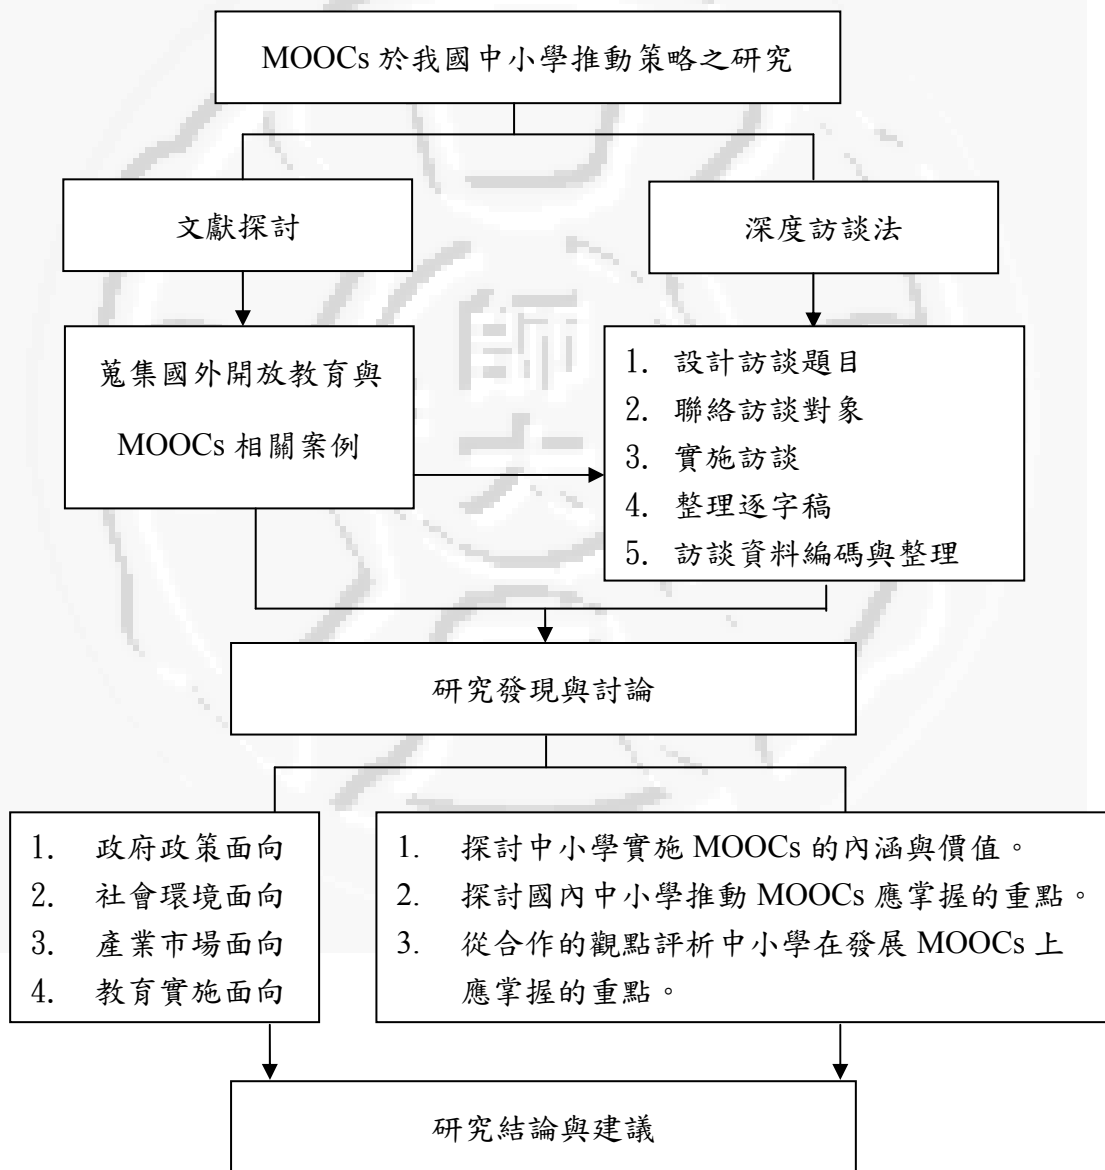 MOOCs 於我國中小學推動策略之研究
文獻探討
深度訪談法
蒐集國外開放教育與
MOOCs 相關案例
1. 設計訪談題目
2. 聯絡訪談對象
3. 實施訪談
4. 整理逐字稿
5. 訪談資料編碼與整理
研究發現與討論
1. 政府政策面向
2. 社會環境面向
3. 產業市場面向
4. 教育實施面向
1. 探討中小學實施 MOOCs 的內涵與價值。
2. 探討國內中小學推動 MOOCs 應掌握的重點。
3. 從合作的觀點評析中小學在發展 MOOCs 上
應掌握的重點。
研究結論與建議
師
大